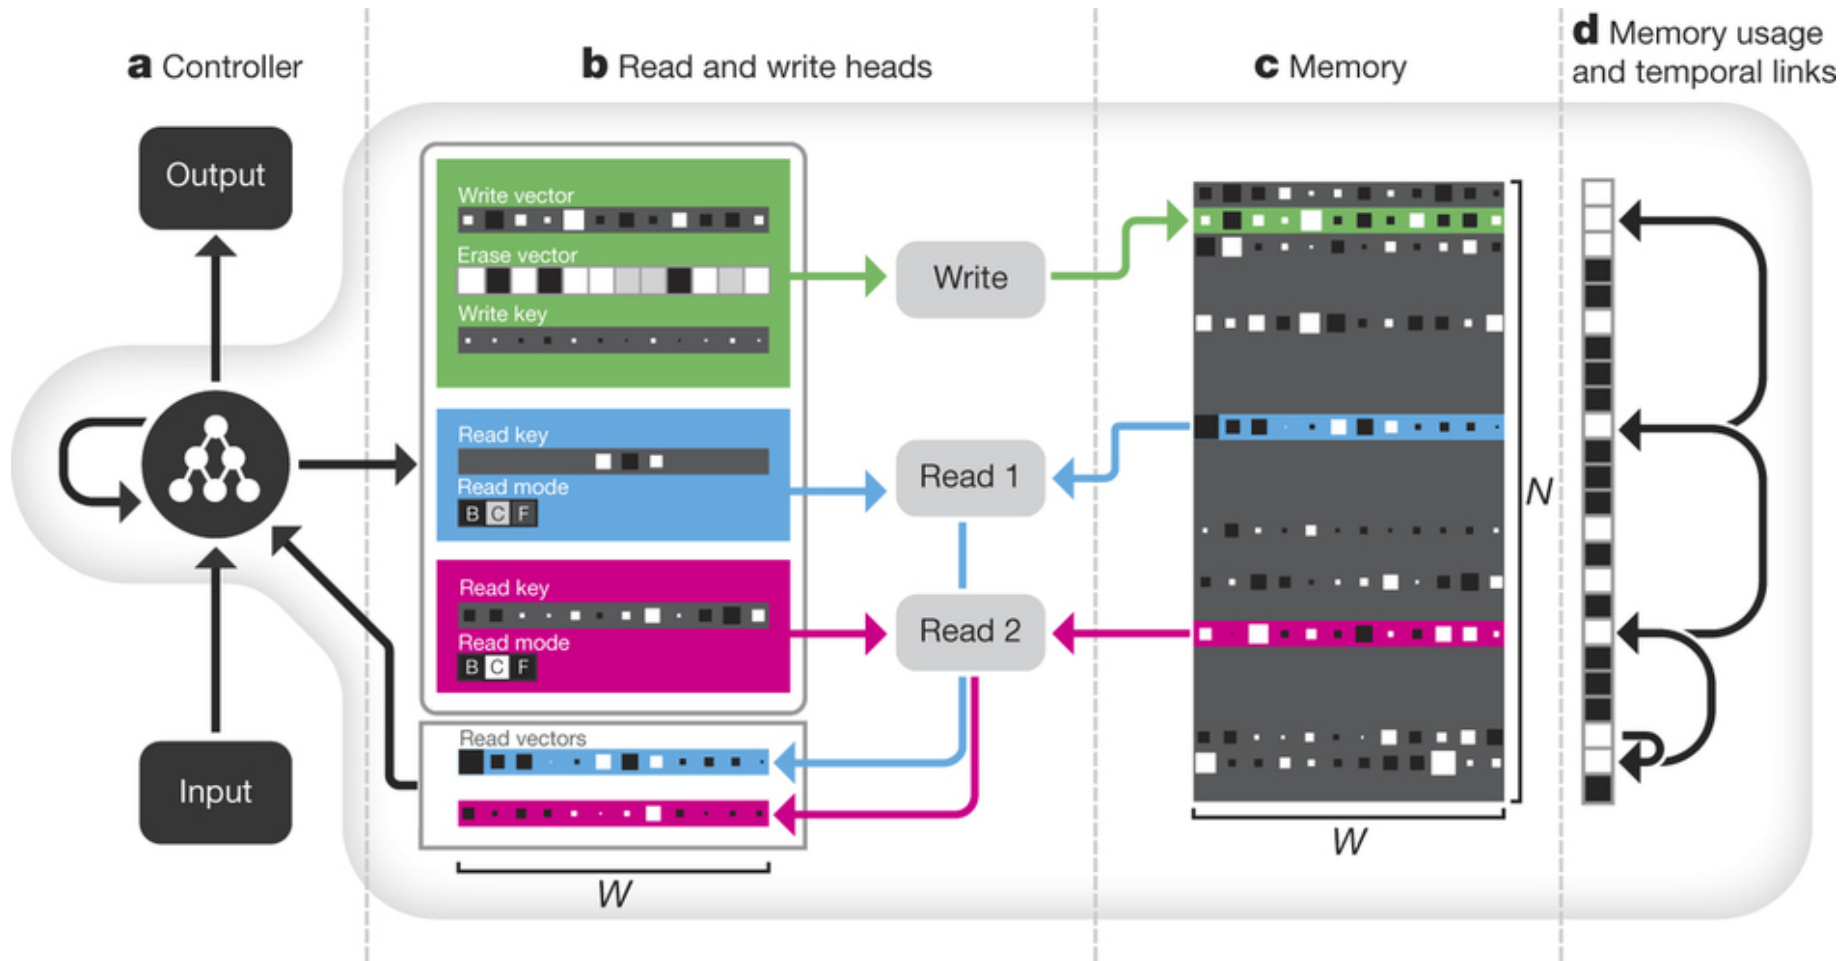 a Controller
b Read and write heads
c Memory
d Memory usage
and temporal links
Output
Input
Write vector
Erase vector
Write key
Read key
Read mode
B C F
Read key
Read mode
B C F
Read vectors
W
Write
Read 1
Read 2
N
W